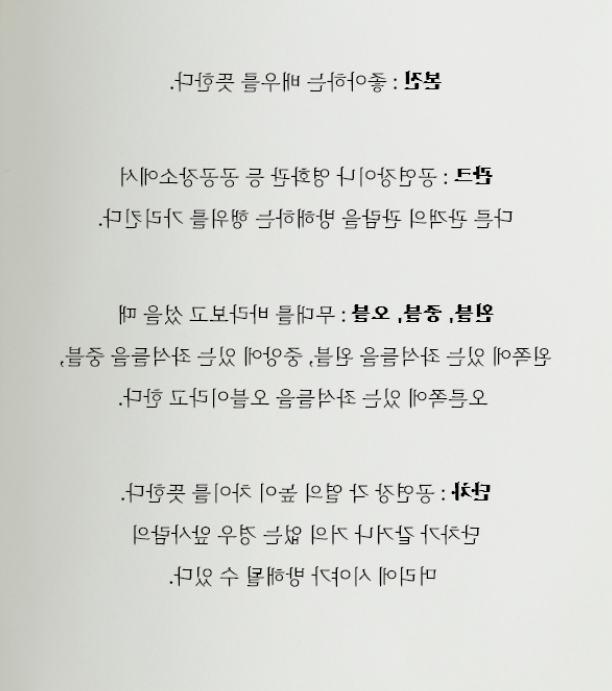 본진 : 좋아하는 배우를 뜻한다.
관크 : 공연장이나 영화관 등 공공장소에서
다른 관객의 관람을 방해하는 행위를 가리킨다.
왼블, 중블, 오블 : 무대를 바라보고 섰을 때
왼쪽에 있는 좌석들을 왼블, 중앙에 있는 좌석들을 중블,
오른쪽에 있는 좌석들을 오블이라고 한다.
단차 : 공연장 각 열의 높이 차이를 뜻한다.
단차가 같거나 거의 없는 경우 앞사람의
머리에 시야가 방해될 수 있다.